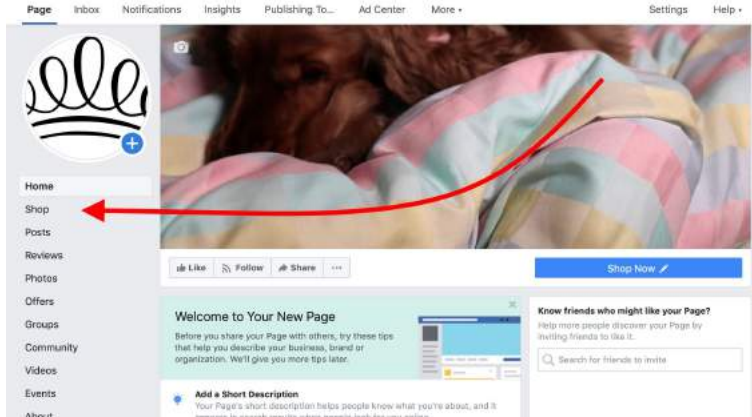 Page Inbox Notifications Insights Publishing To... Ad Center More Settings Help
Home
Shop
Posts
Reviews
Photos
Offers
Groups
Community
Videos
Events
About
Like Follow Share ...
Shop Now
Welcome to Your New Page
Before you share your Page with others, try these tips
that help you describe your business, brand or
organization. We'll give you more tips later.
Add a Short Description
Your Page's short description helps people know what you're about, and it
Know friends who might like your Page?
Help more people discover your Page by
inviting friends to like it.
Search for friends to invite